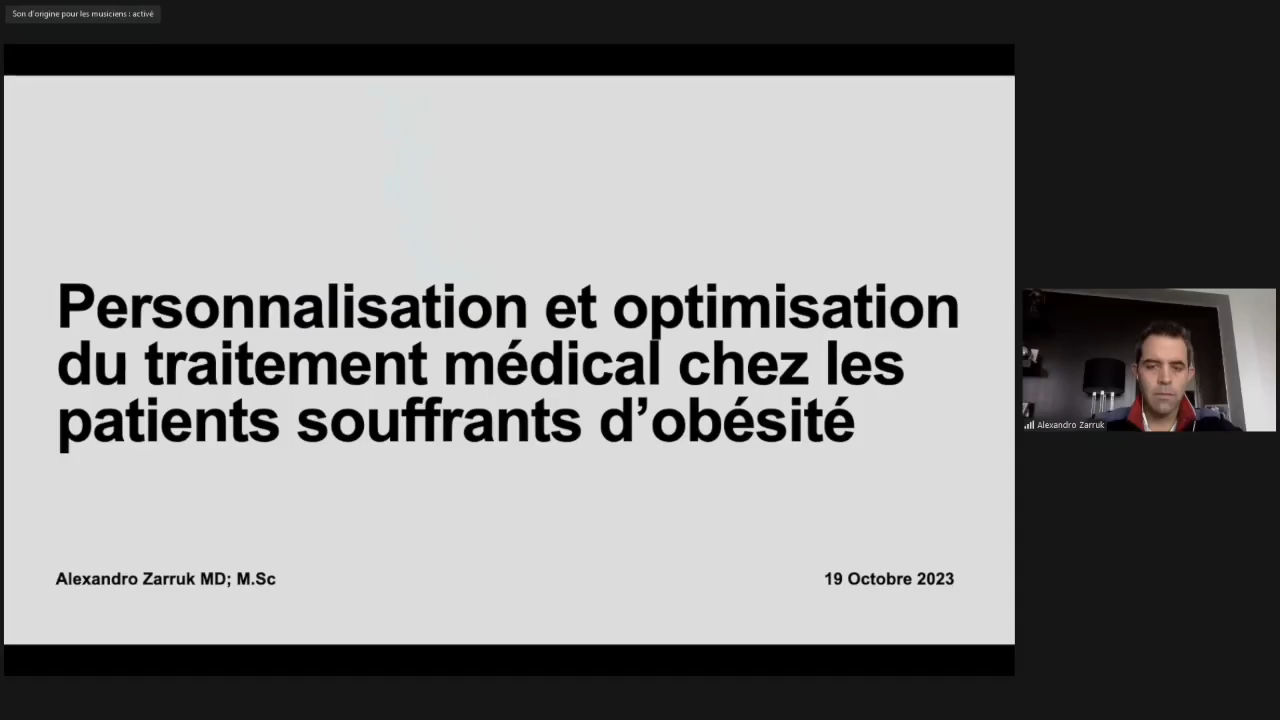 Son d'origine pour les musiciens : activé
Personnalisation et optimisation
du traitement médical chez les
patients souffrants d’obésité
Alexandro Zarruk MD; M.Sc
19 Octobre 2023
Alexandro Zarruk